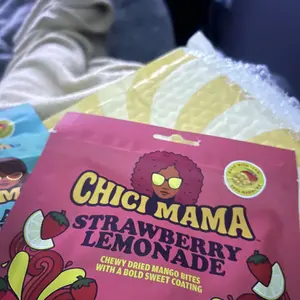 CHICI MAMA
STRAWBERRY
LEMONADE
CHEWY DRIED MANGO BITES
WITH A BOLD SWEET COATING